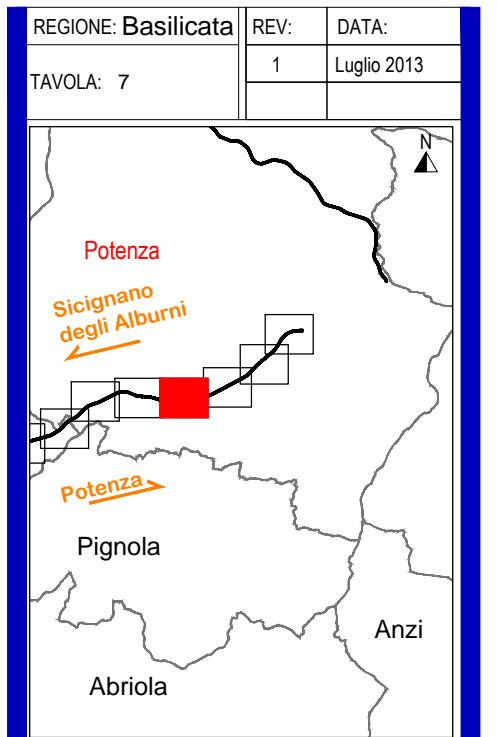 REGIONE: Basilicata REV: DATA:
1 Luglio 2013
TAVOLA: 7
N
Potenza
Sicignano
degli Alburni
Potenza
Pignola
Anzi
Abriola